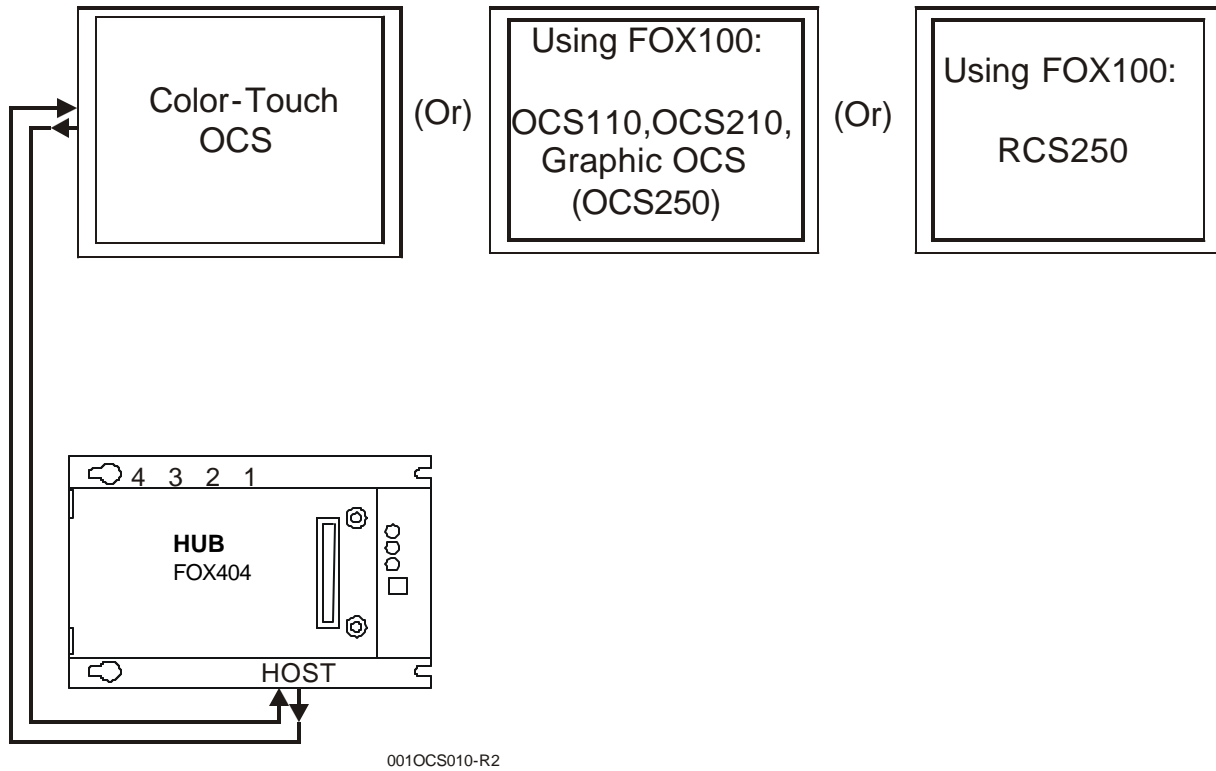 Color-Touch
OCS
(Or)
Using FOX100:
OCS110,OCS210,
Graphic OCS
(OCS250)
(Or)
Using FOX100:
RCS250
4 3 2 1
HUB
FOX404
HOST
001OCS010-R2